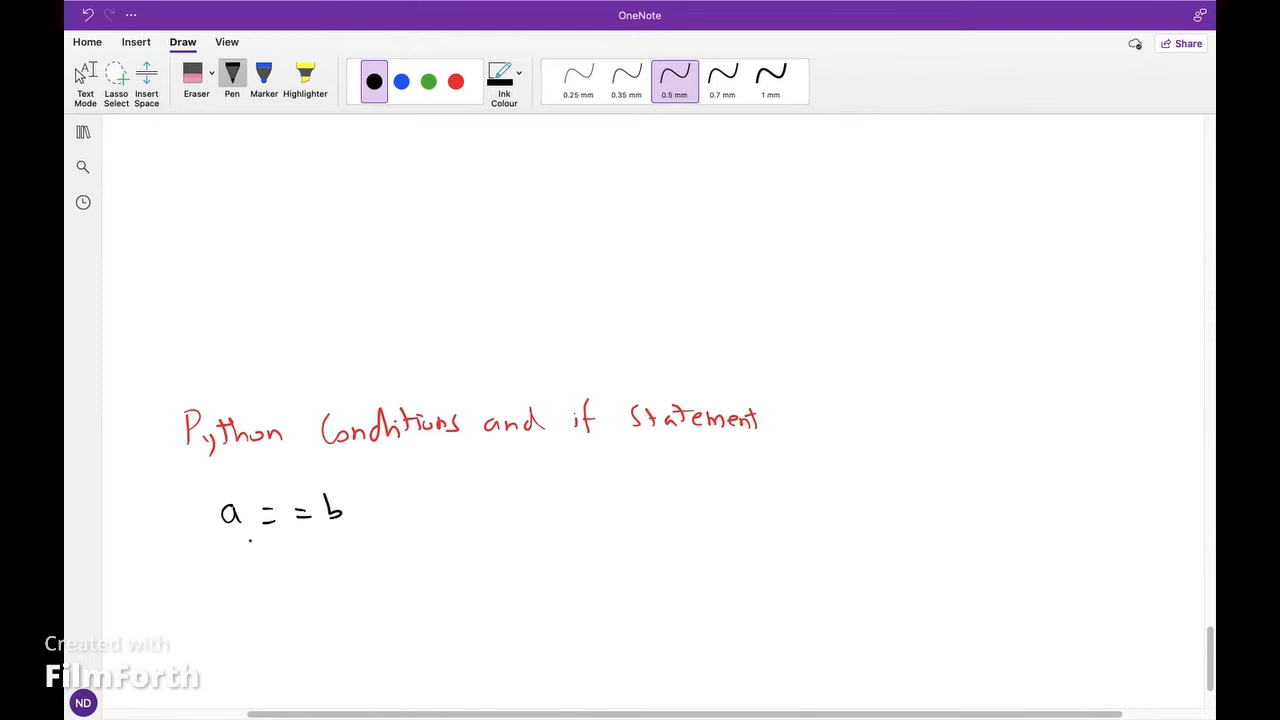 OneNote
Home Insert Draw View Share
Text Mode Lasso Select Insert Space Eraser Pen Marker Highlighter Ink Colour 0.25 mm 0.35 mm 0.5 mm 0.7 mm 1 mm
Python Conditions and if statement
a = = b
Created with
FilmForth
ND